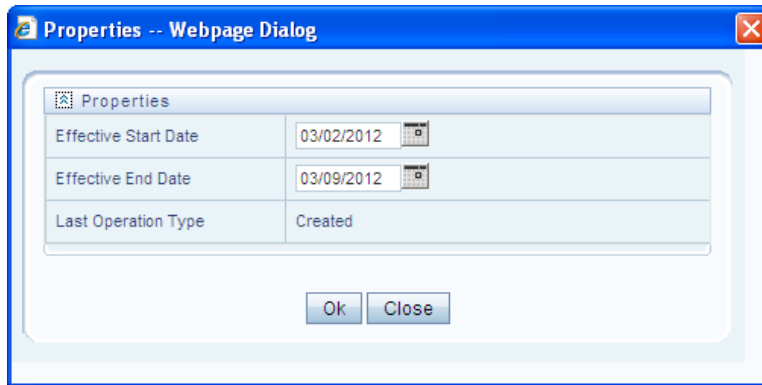 Properties -- Webpage Dialog
Properties
Effective Start Date 03/02/2012
Effective End Date 03/09/2012
Last Operation Type Created
Ok Close